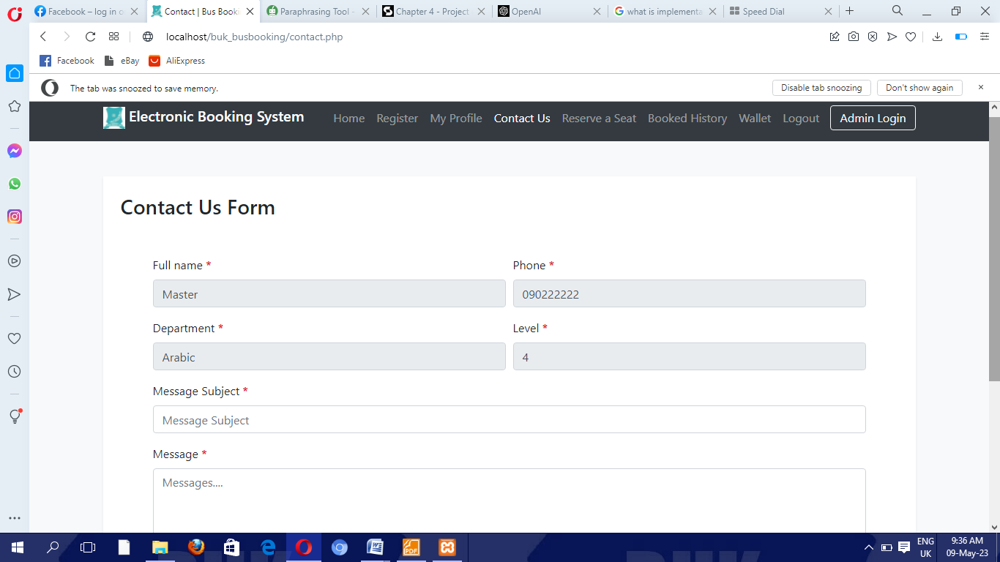 Facebook – log in o
Contact | Bus Booki
Paraphrasing Tool -
Chapter 4 - Project
OpenAI
what is implementa
Speed Dial
localhost/buk_busbooking/contact.php
Facebook
eBay
AliExpress
The tab was snoozed to save memory.
Disable tab snoozing
Don't show again
Electronic Booking System
Home
Register
My Profile
Contact Us
Reserve a Seat
Booked History
Wallet
Logout
Admin Login
Contact Us Form
Full name *
Phone *
Master
090222222
Department *
Level *
Arabic
4
Message Subject *
Message Subject
Message *
Messages....
PDF
ENG
UK
9:36 AM
09-May-23